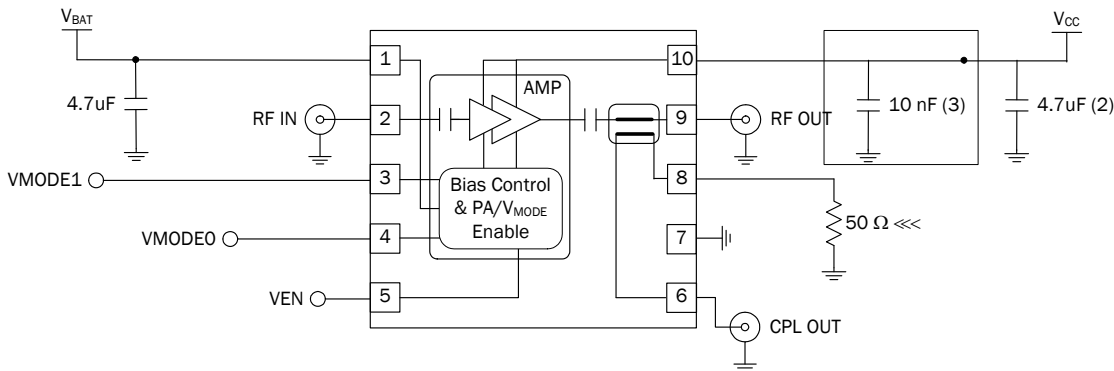 VBAT
VCC
1
10
AMP
4.7uF
10 nF (3)
4.7uF (2)
RF IN
2
9
RF OUT
VMODE1
3
Bias Control
& PA/VMODE
Enable
8
50 Ω <<<
VMODE0
4
7
VEN
5
6
CPL OUT